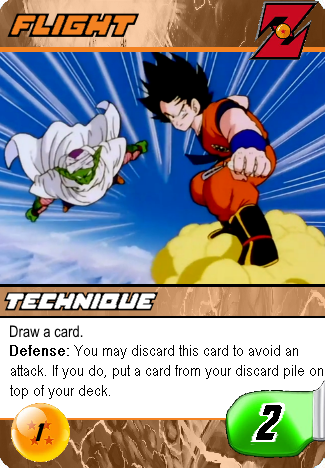 FLIGHT
Z
TECHNIQUE
Draw a card.
Defense: You may discard this card to avoid an
attack. If you do, put a card from your discard pile on
top of your deck.
1
2